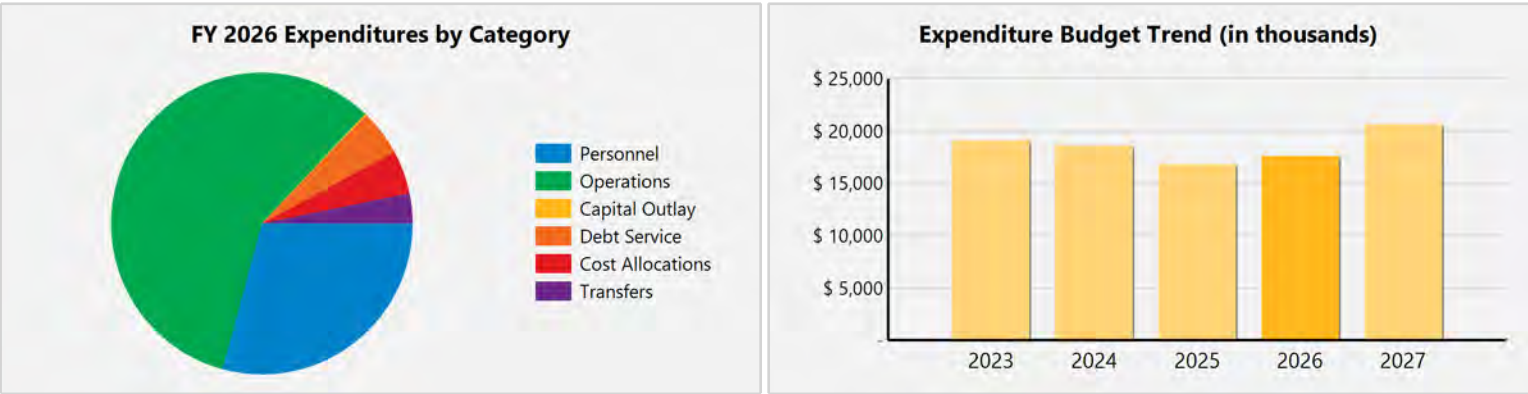 FY 2026 Expenditures by Category
Personnel
Operations
Capital Outlay
Debt Service
Cost Allocations
Transfers
Expenditure Budget Trend (in thousands)
$ 25,000
$ 20,000
$ 15,000
$ 10,000
$ 5,000
-
2023 2024 2025 2026 2027